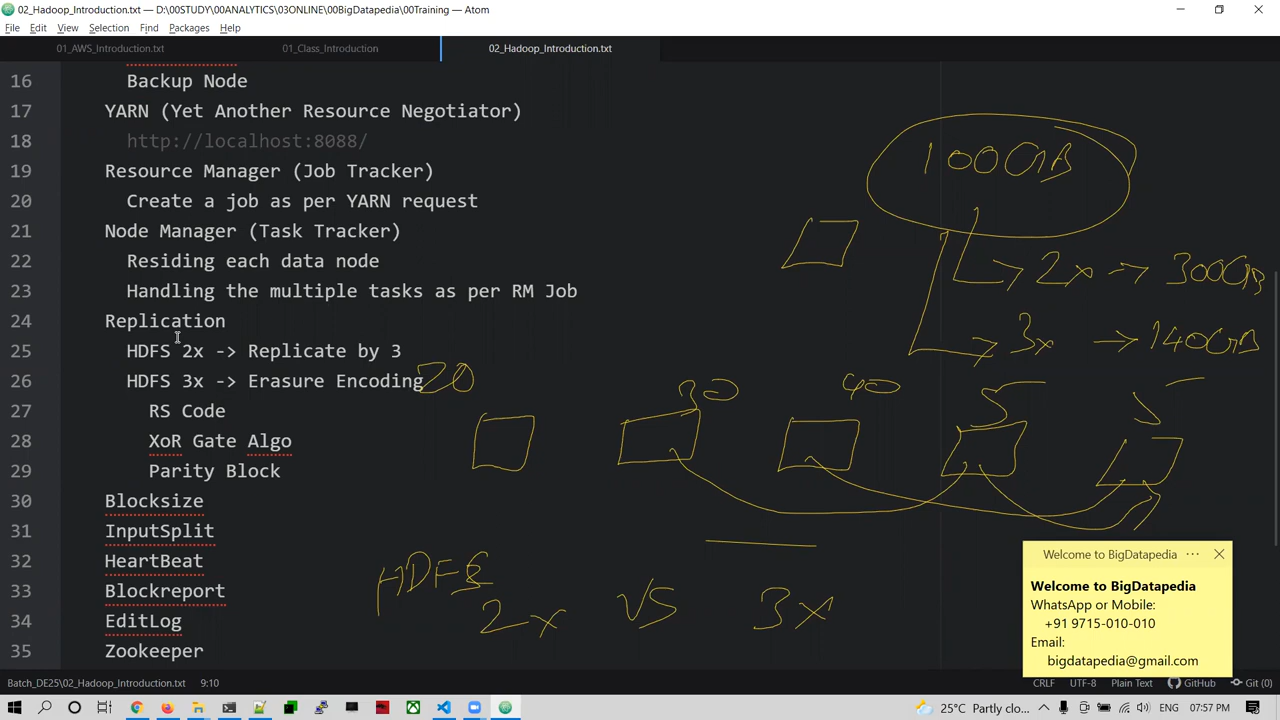 02_Hadoop_Introduction.txt — D:\00STUDY\00ANALYTICS\03ONLINE\00BigDatapedia\00Training — Atom
File Edit View Selection Find Packages Help
01_AWS_Introduction.txt 01_Class_Introduction 02_Hadoop_Introduction.txt
16 Backup Node
17 YARN (Yet Another Resource Negotiator)
18 http://localhost:8088/
19 Resource Manager (Job Tracker)
20 Create a job as per YARN request
21 Node Manager (Task Tracker)
22 Residing each data node
23 Handling the multiple tasks as per RM Job
24 Replication
25 HDFS 2x -> Replicate by 3
26 HDFS 3x -> Erasure Encoding
27 RS Code
28 XoR Gate Algo
29 Parity Block
30 Blocksize
31 InputSplit
32 HeartBeat
33 Blockreport
34 EditLog
35 Zookeeper
100GB
2x -> 300GB
3x -> 140GB
20 30 40 5 5
HDFS
2x VS 3x
Welcome to BigDatapedia ···
Welcome to BigDatapedia
WhatsApp or Mobile:
+91 9715-010-010
Email:
bigdatapedia@gmail.com
Batch_DE25\02_Hadoop_Introduction.txt 9:10 CRLF UTF-8 Plain Text GitHub Git (0)
25°C Partly clo... ENG 07:57 PM